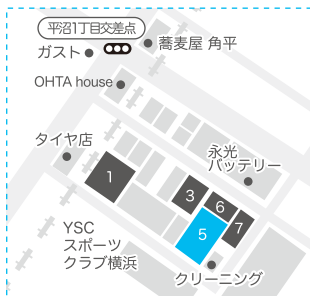 平沼1丁目交差点
ガスト
蕎麦屋 角平
OHTA house
タイヤ店
永光
バッテリー
1
3
6
7
5
YSC
スポーツ
クラブ横浜
クリーニング